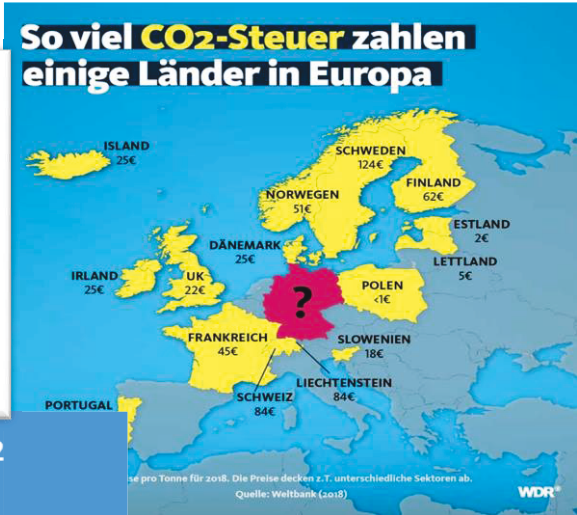 So viel CO2-Steuer zahlen
einige Länder in Europa
ISLAND
25€
SCHWEDEN
124€
FINLAND
62€
NORWEGEN
51€
ESTLAND
2€
DÄNEMARK
25€
LETTLAND
5€
IRLAND
25€
UK
22€
POLEN
<1€
?
FRANKREICH
45€
SLOWENIEN
18€
LIECHTENSTEIN
84€
SCHWEIZ
84€
PORTUGAL
2
pro Tonne für 2018. Die Preise decken z.T. unterschiedliche Sektoren ab.
Quelle: Weltbank (2018)
WDR